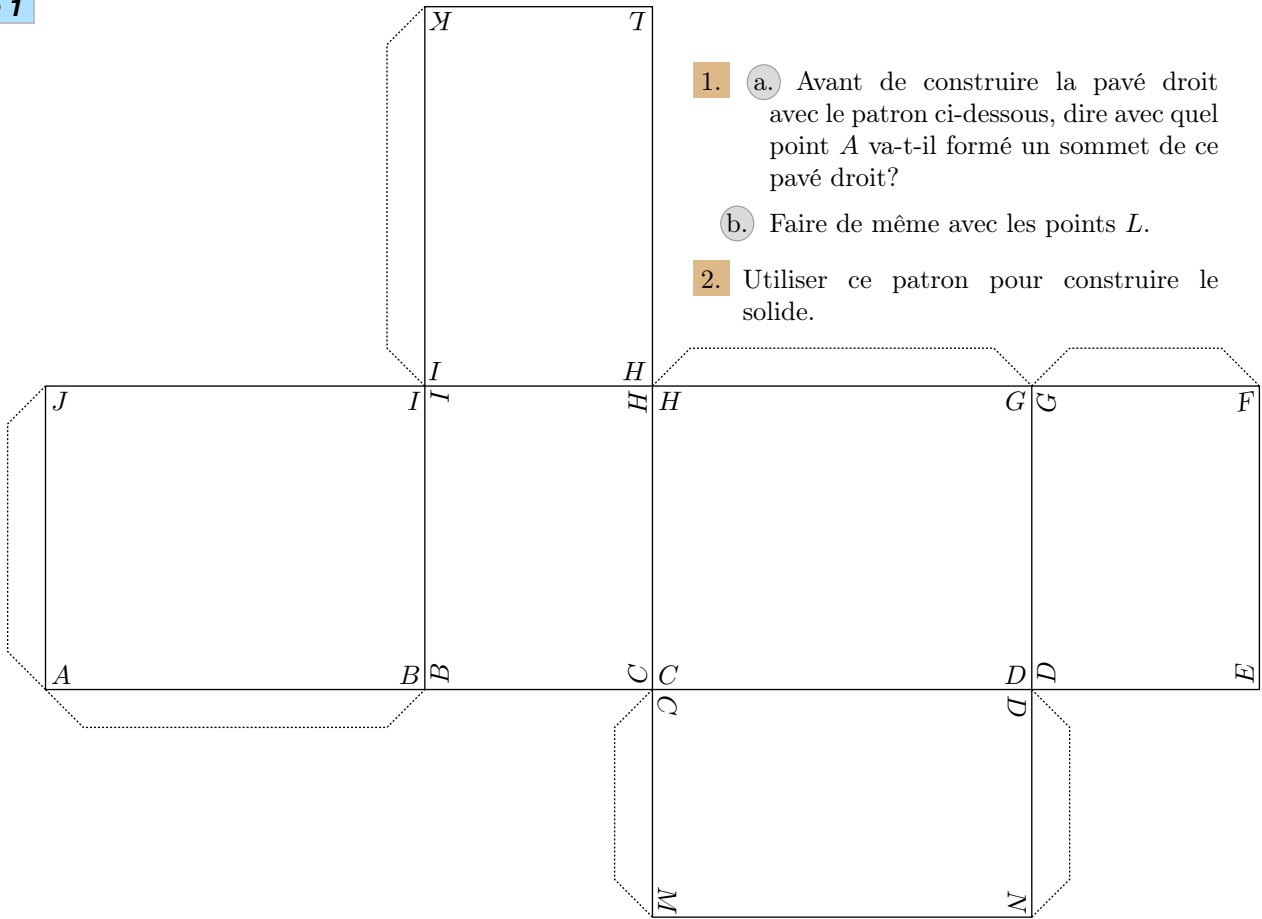 1
K L
1. a. Avant de construire la pavé droit
avec le patron ci-dessous, dire avec quel
point A va-t-il formé un sommet de ce
pavé droit?
b. Faire de même avec les points L.
2. Utiliser ce patron pour construire le
solide.
I H
J I I H H G G F
A B B C C D D E
C D
M N